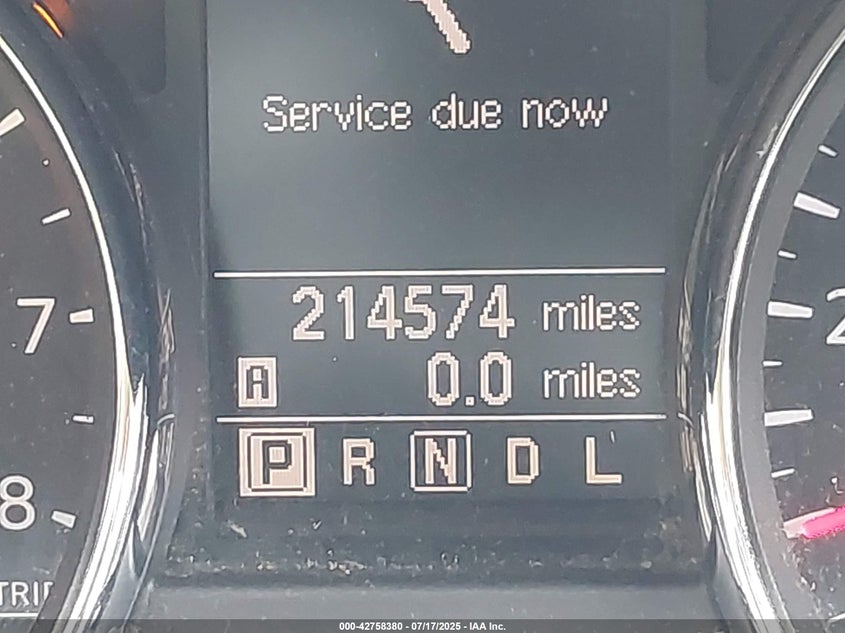 Service due now
214574 miles
A 0.0 miles
P R N D L
7
8
TRIP
2
000-42758380 - 07/17/2025 - IAA Inc.